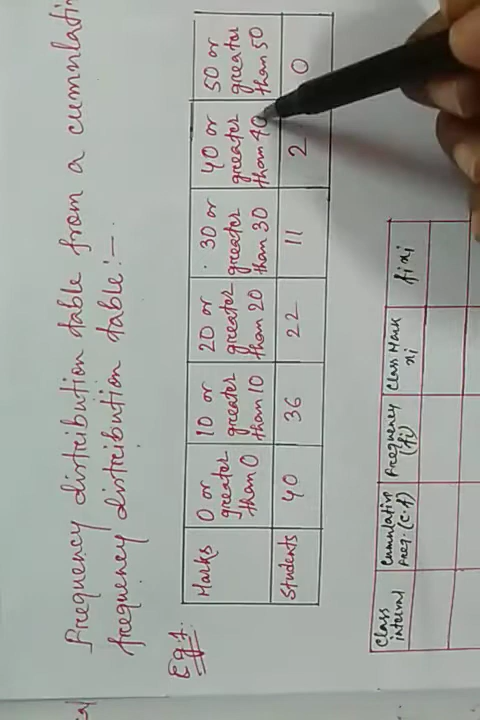 Frequency distribution table from a cumulati
frequency distribution table:-
Eg.1.
Marks
0 or
greater
than 0
10 or
greater
than 10
20 or
greater
than 20
30 or
greater
than 30
40 or
greater
than 40
50 or
greater
than 50
Students 40 36 22 11 2 0
Class
interval
Cumulative
freq. (c.f)
Frequency
(fi)
Class Mark
xi
fixi